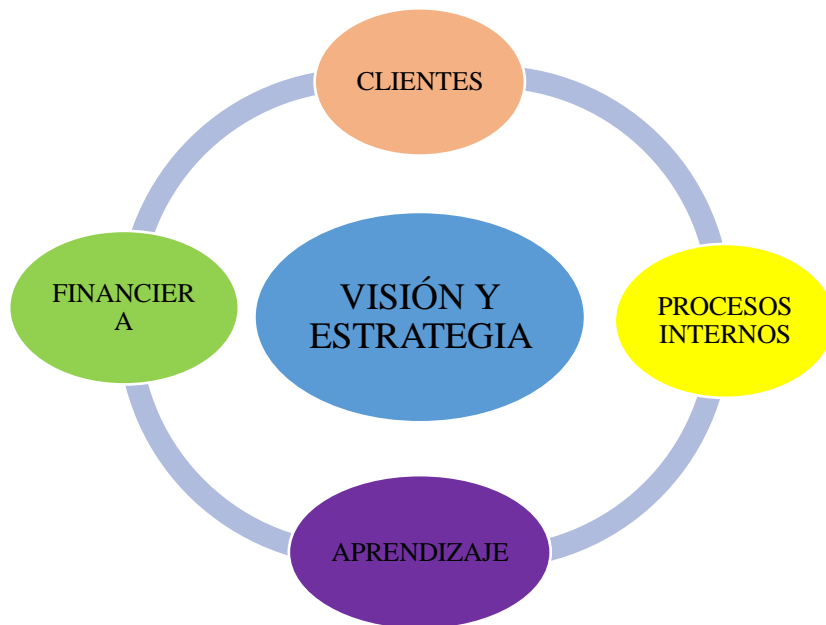 CLIENTES
FINANCIER
A
VISIÓN Y
ESTRATEGIA
PROCESOS
INTERNOS
APRENDIZAJE